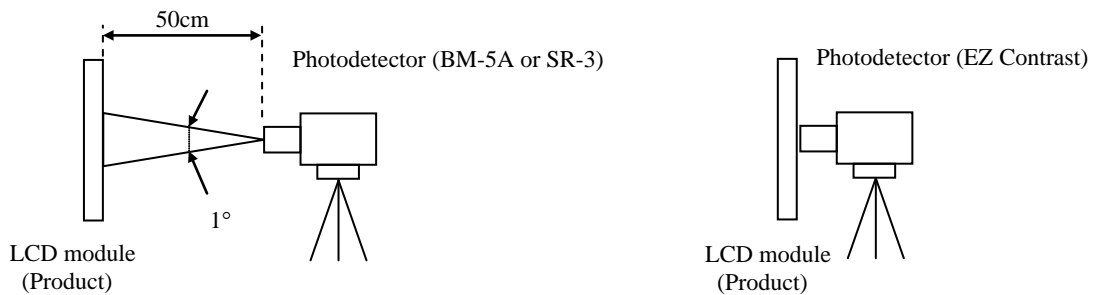 50cm
Photodetector (BM-5A or SR-3)
1°
LCD module
(Product)
Photodetector (EZ Contrast)
LCD module
(Product)